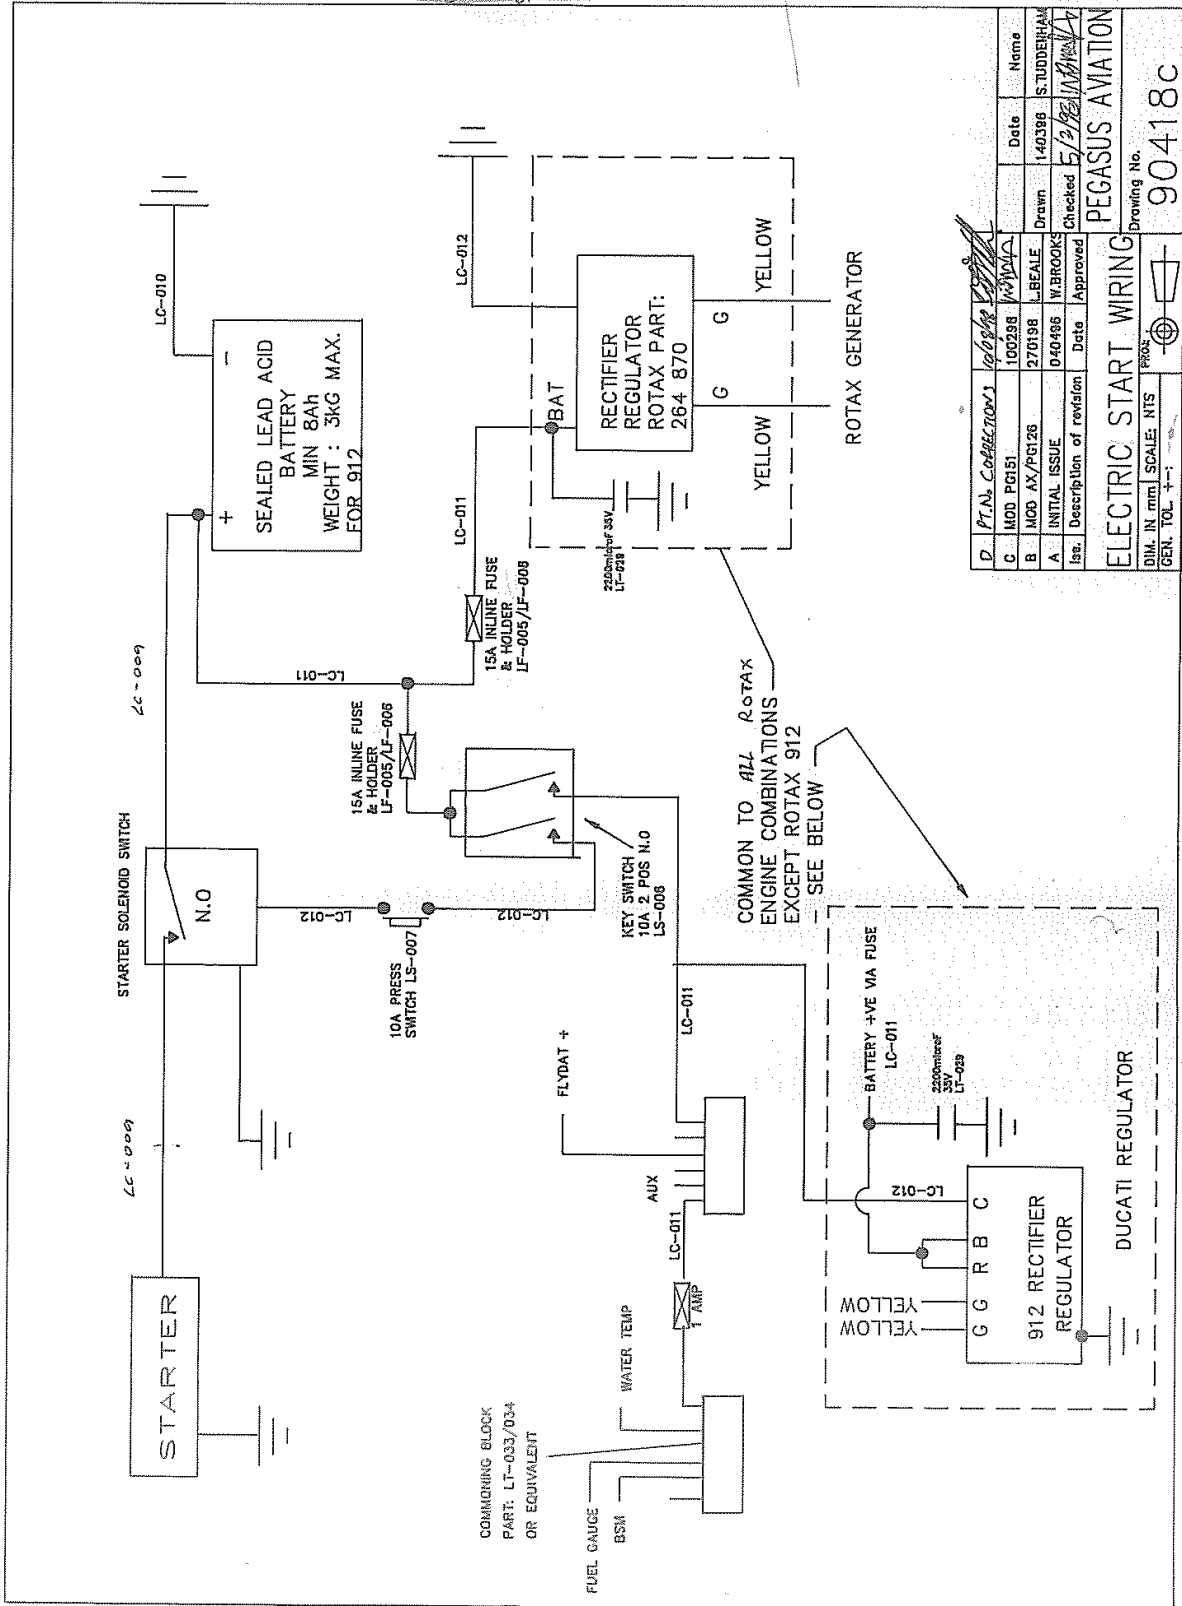 LC-009
LC-009
STARTER SOLENOID SWITCH
N.O
STARTER
LC-010
SEALED LEAD ACID
BATTERY
MIN 8Ah
WEIGHT : 3kG MAX.
FOR 912
+
-
LC-011
LC-012
LC-012
10A PRESS
SWITCH LS-007
15A INLINE FUSE
& HOLDER
LF-005/LF-006
KEY SWITCH
10A 2 POS N.O
LS-006
15A INLINE FUSE
& HOLDER
LF-005/LF-006
LC-011
LC-012
BAT
RECTIFIER
REGULATOR
ROTAX PART:
264 870
2200microF 35V
LT-029
G
G
YELLOW
YELLOW
ROTAX GENERATOR
COMMONING BLOCK
PART: LT-033/034
OR EQUIVALENT
FUEL GAUGE
BSM
WATER TEMP
1 AMP
LC-011
AUX
FLYDAT +
LC-011
COMMON TO ALL ROTAX
ENGINE COMBINATIONS
EXCEPT ROTAX 912
SEE BELOW
BATTERY +VE VIA FUSE
LC-011
2200microF
35V
LT-029
LC-012
YELLOW
YELLOW
G G R B C
912 RECTIFIER
REGULATOR
DUCATI REGULATOR
D PT.No CORRECTIONS
C MOD PG151 100298
B MOD AX/PG126 270198 L.BEALE
A INITIAL ISSUE 040496 W.BROOKS
Iss. Description of revision Date Approved
Date Name
Drawn 140396 S.TUDDENHAM
Checked
ELECTRIC START WIRING
PEGASUS AVIATION
DIM. IN mm SCALE: NTS
GEN. TOL. +-:
PROJ:
Drawing No.
90418C